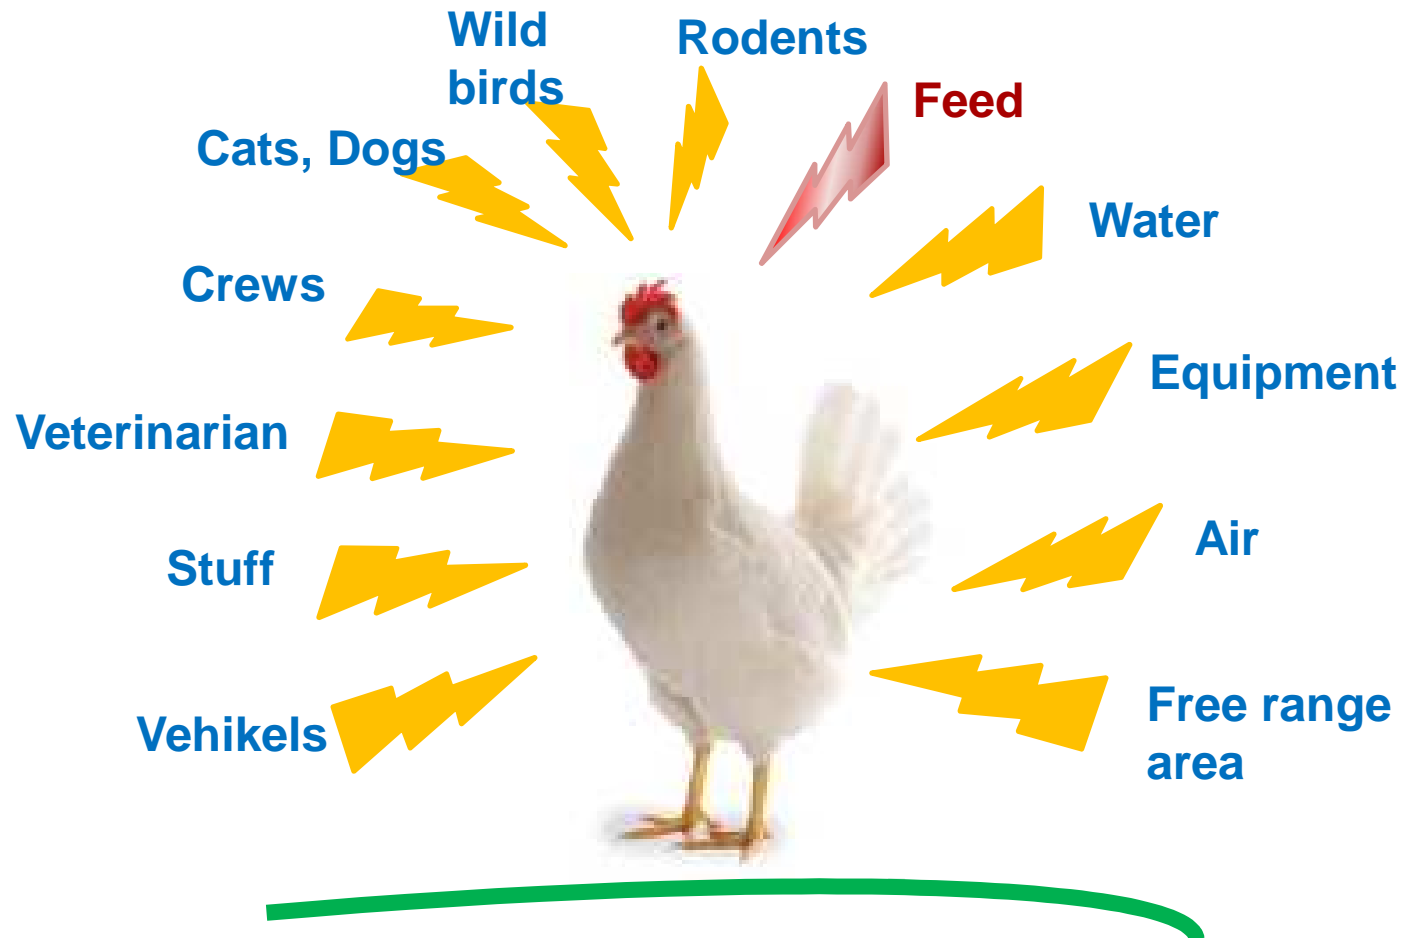 Wild
birds
Rodents
Feed
Cats, Dogs
Water
Crews
Equipment
Veterinarian
Air
Stuff
Free range
area
Vehikels